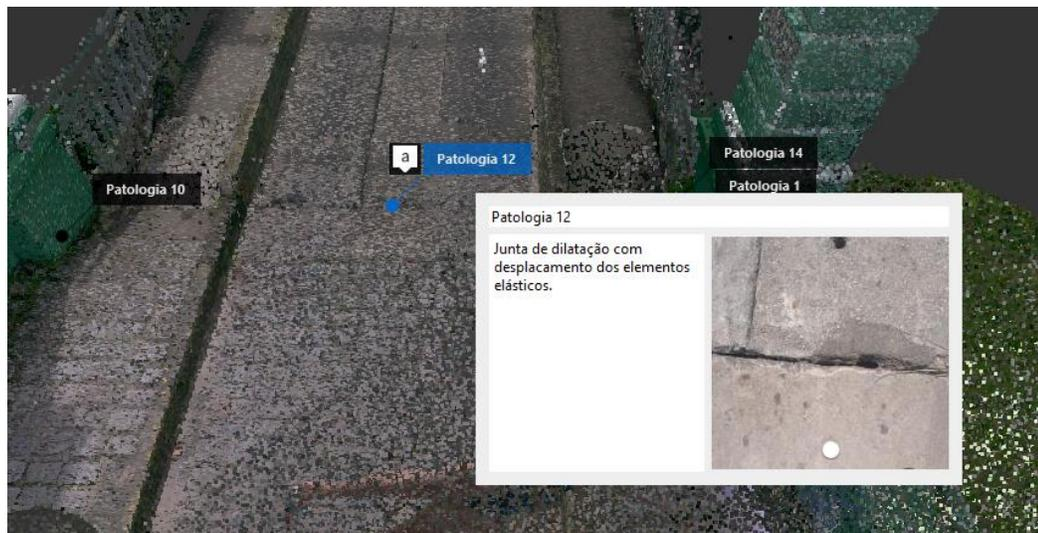 a
Patologia 12
Patologia 14
Patologia 10
Patologia 1
Patologia 12
Junta de dilatação com
desplacamento dos elementos
elásticos.